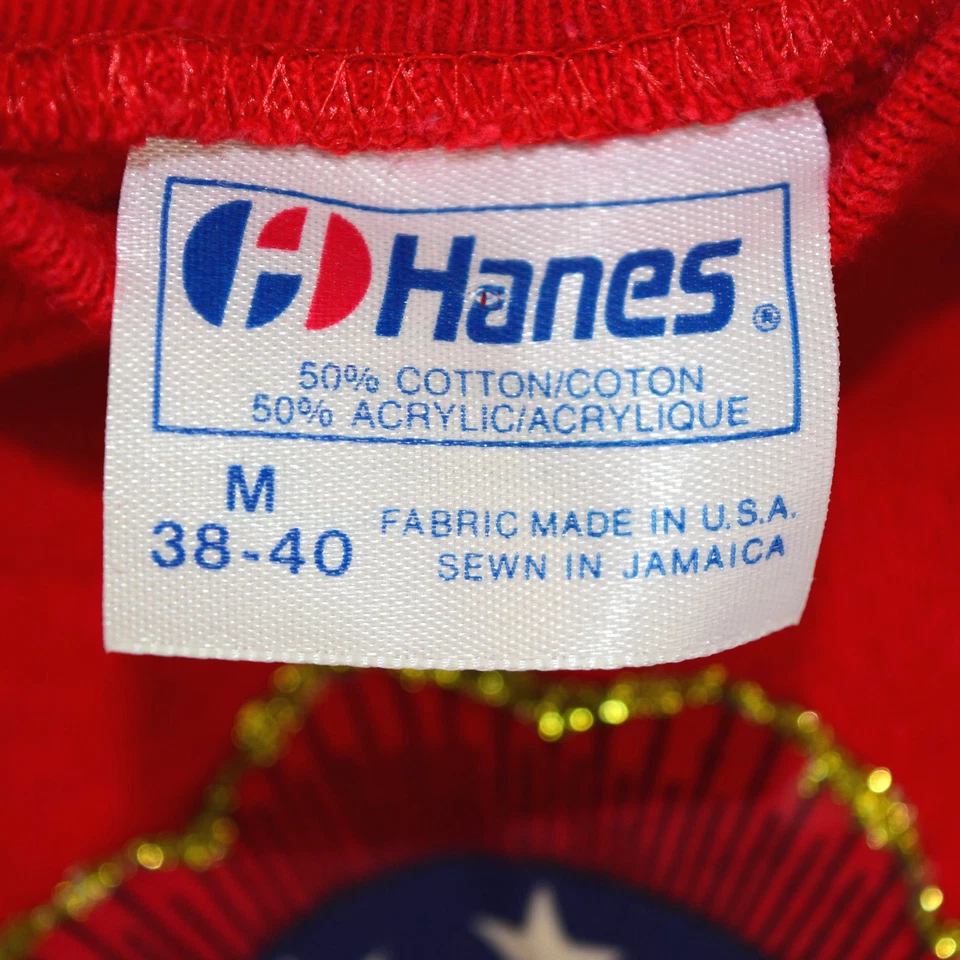 Hanes®
50% COTTON/COTON
50% ACRYLIC/ACRYLIQUE
M
38-40
FABRIC MADE IN U.S.A.
SEWN IN JAMAICA